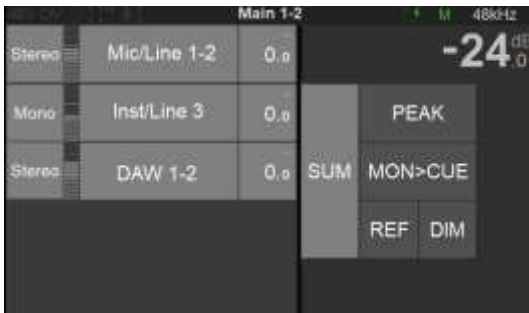 Main 1-2 M 48kHz
Stereo Mic/Line 1-2 0.0
-24.0 dB
Mono Inst/Line 3 0.0
PEAK
Stereo DAW 1-2 0.0
SUM MON>CUE
REF DIM